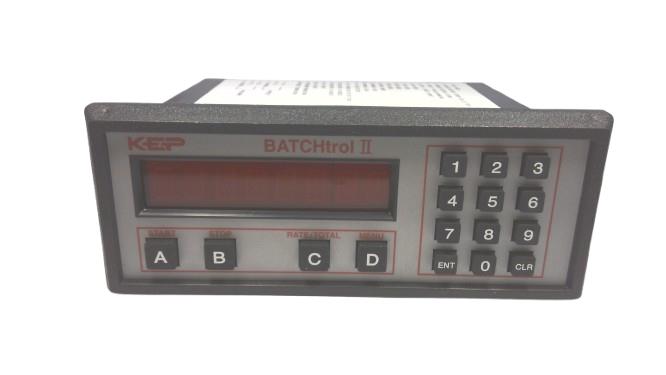 KEP BATCHtrol II
START STOP RATE/TOTAL MENU
A B C D
1 2 3
4 5 6
7 8 9
ENT 0 CLR